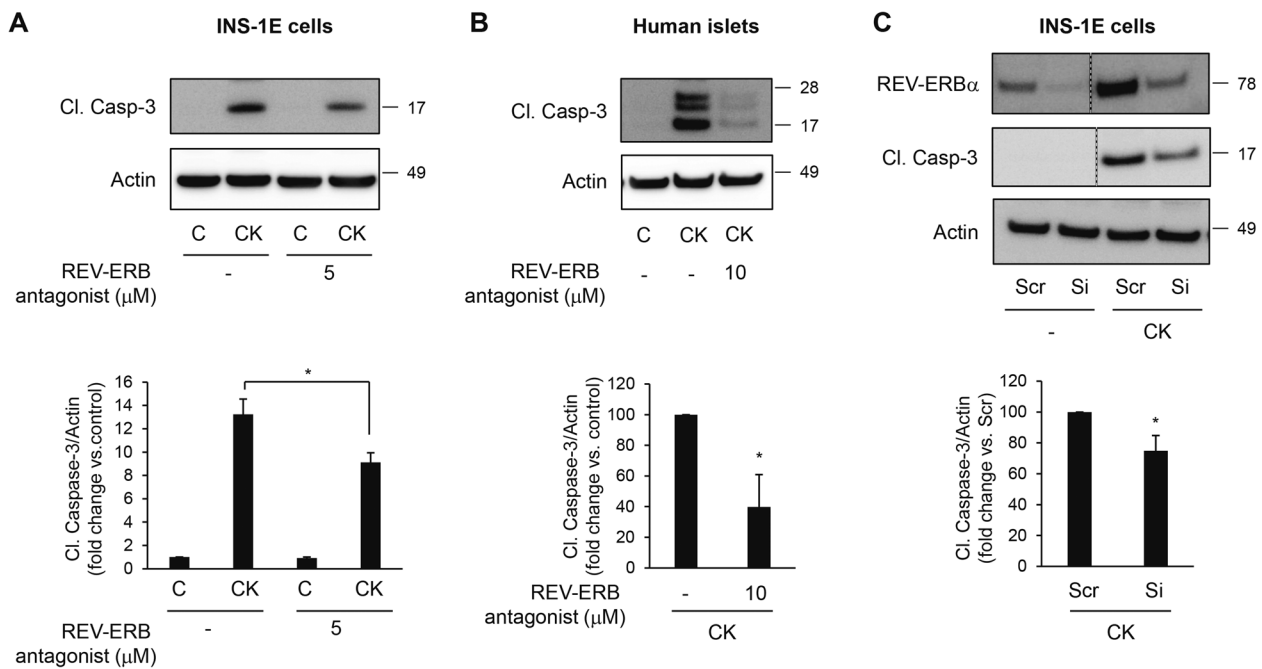 A
INS-1E cells
Cl. Casp-3
17
Actin
49
C CK C CK
REV-ERB
antagonist (μM)
- 5
Cl. Caspase-3/Actin
(fold change vs.control)
16
14
12
10
8
6
4
2
0
*
C CK C CK
REV-ERB
antagonist (μM)
- 5
B
Human islets
Cl. Casp-3
28
17
Actin
49
C CK CK
REV-ERB
antagonist (μM)
- - 10
Cl. Caspase-3/Actin
(fold change vs. control)
120
100
80
60
40
20
0
*
REV-ERB
antagonist (μM)
- 10
CK
C
INS-1E cells
REV-ERBα
78
Cl. Casp-3
17
Actin
49
Scr Si Scr Si
- CK
Cl. Caspase-3/Actin
(fold change vs. Scr)
120
100
80
60
40
20
0
*
Scr Si
CK